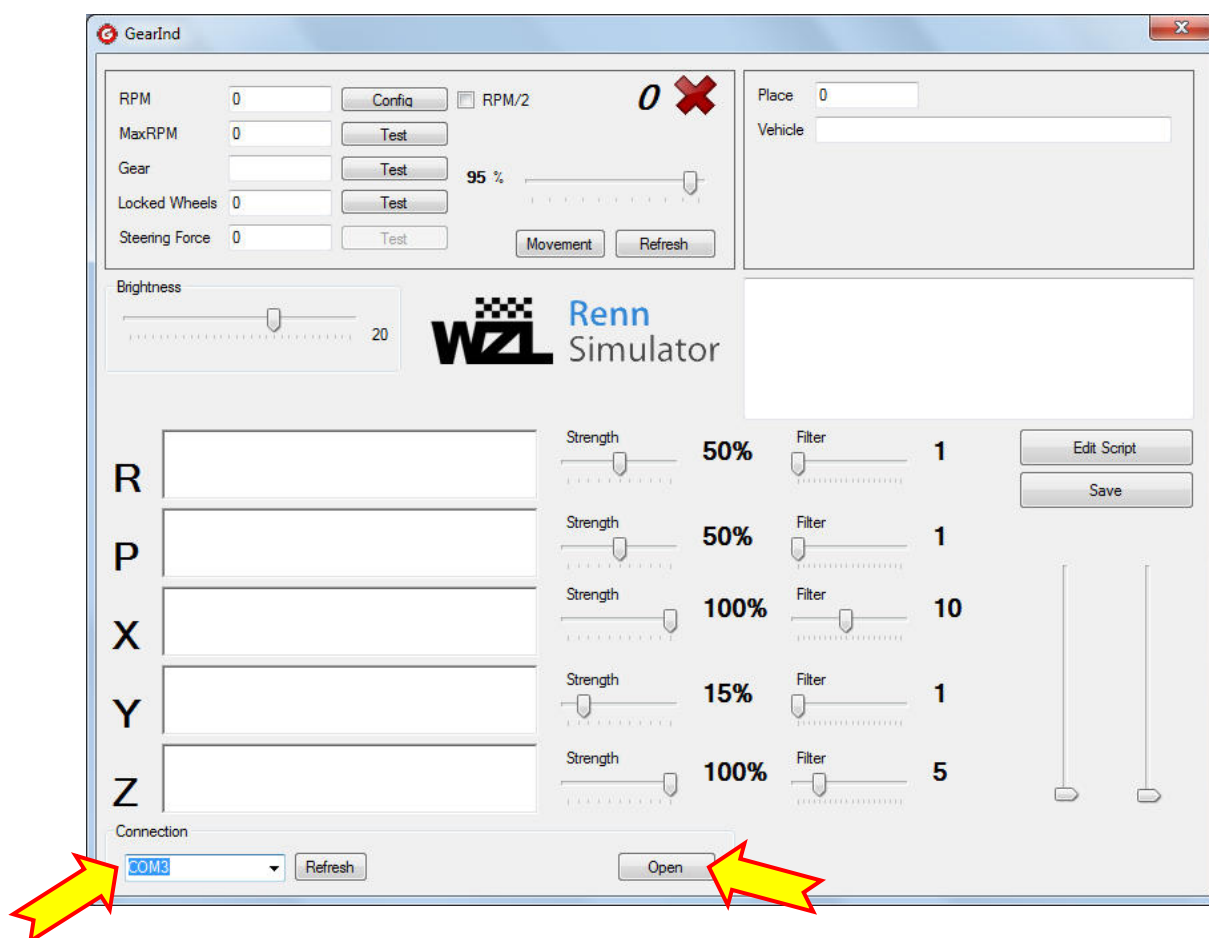 GearInd
x
RPM 0 Config RPM/2 0
MaxRPM 0 Test
Gear Test 95 %
Locked Wheels 0 Test
Steering Force 0 Test Movement Refresh
Place 0
Vehicle
Brightness
20
WZL Renn
Simulator
R Strength 50% Filter 1
P Strength 50% Filter 1
X Strength 100% Filter 10
Y Strength 15% Filter 1
Z Strength 100% Filter 5
Edit Script
Save
Connection
COM3 Refresh Open